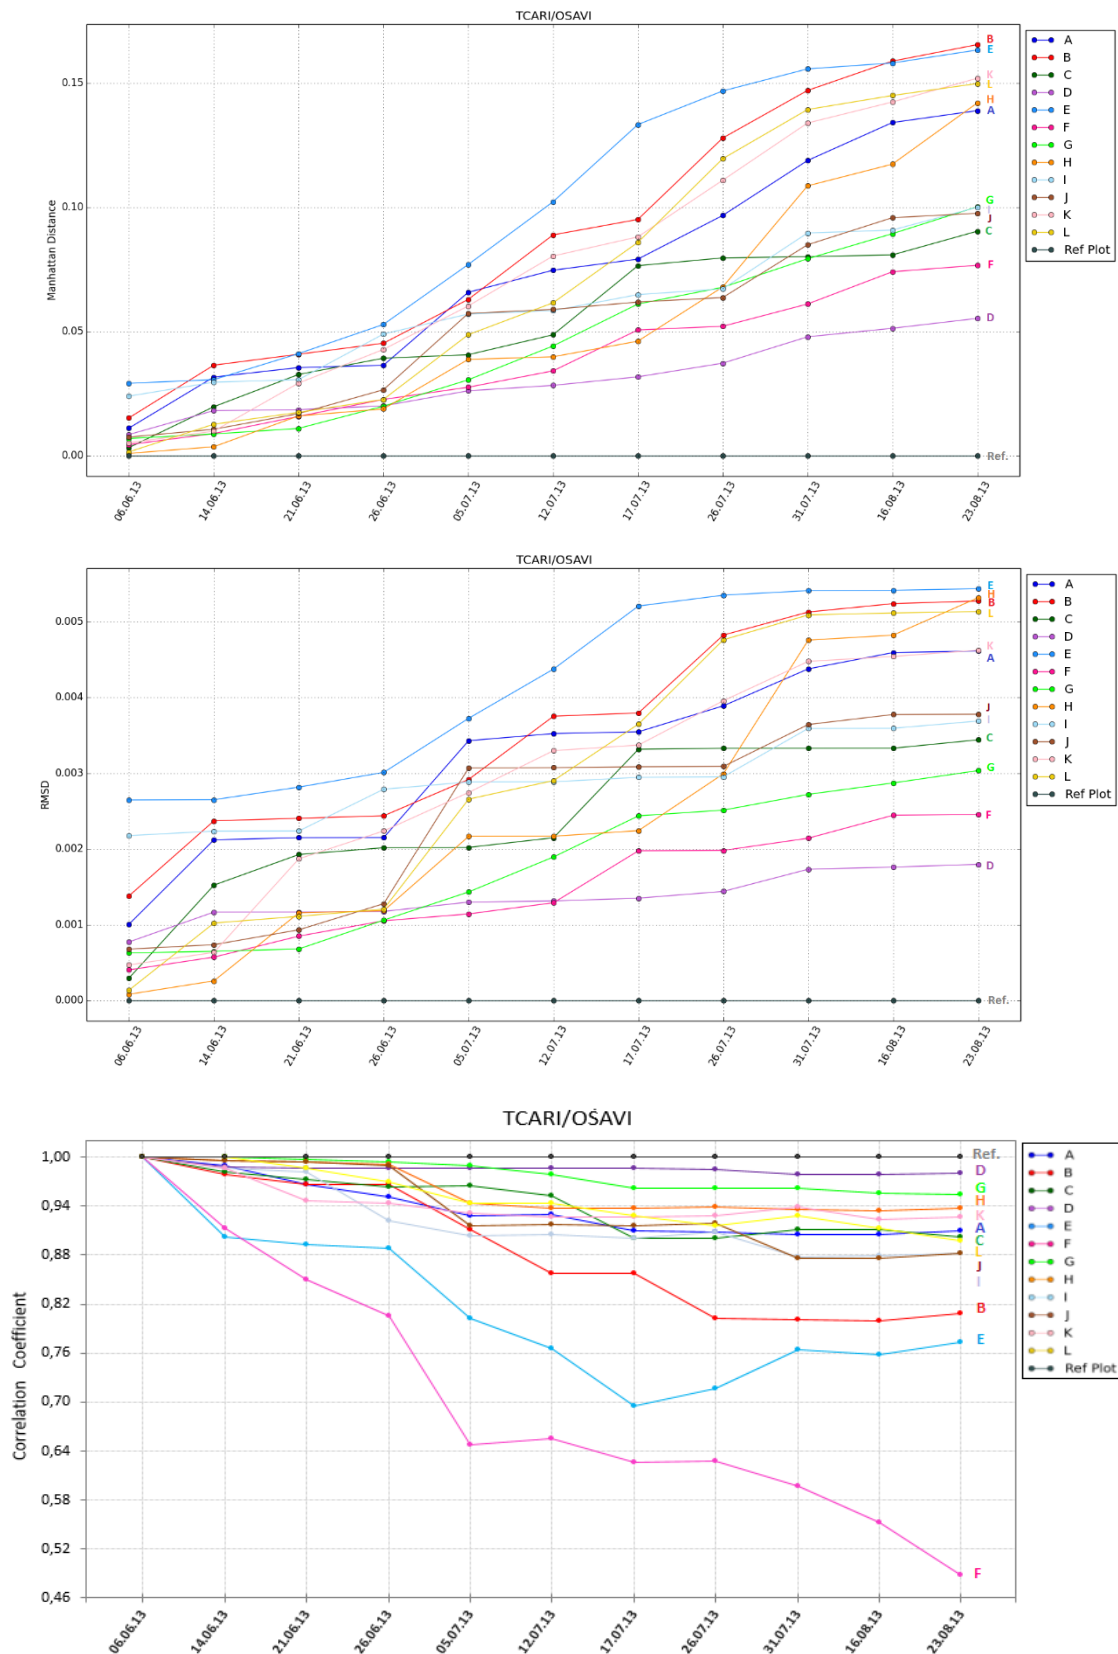 TCARI/OSAVI
Manhattan Distance
0.15
0.10
0.05
0.00
B
E
K
L
H
A
G
I
J
C
F
D
Ref.
A
B
C
D
E
F
G
H
I
J
K
L
Ref Plot
06.06.13
14.06.13
21.06.13
26.06.13
05.07.13
12.07.13
17.07.13
26.07.13
31.07.13
16.08.13
23.08.13
TCARI/OSAVI
RMSD
0.005
0.004
0.003
0.002
0.001
0.000
E
H
B
L
K
A
J
I
C
G
F
D
Ref.
A
B
C
D
E
F
G
H
I
J
K
L
Ref Plot
06.06.13
14.06.13
21.06.13
26.06.13
05.07.13
12.07.13
17.07.13
26.07.13
31.07.13
16.08.13
23.08.13
TCARI/OSAVI
Correlation Coefficient
1,00
0,94
0,88
0,82
0,76
0,70
0,64
0,58
0,52
0,46
Ref.
D
G
H
K
A
C
L
J
I
B
E
F
A
B
C
D
E
F
G
H
I
J
K
L
Ref Plot
06.06.13
14.06.13
21.06.13
26.06.13
05.07.13
12.07.13
17.07.13
26.07.13
31.07.13
16.08.13
23.08.13